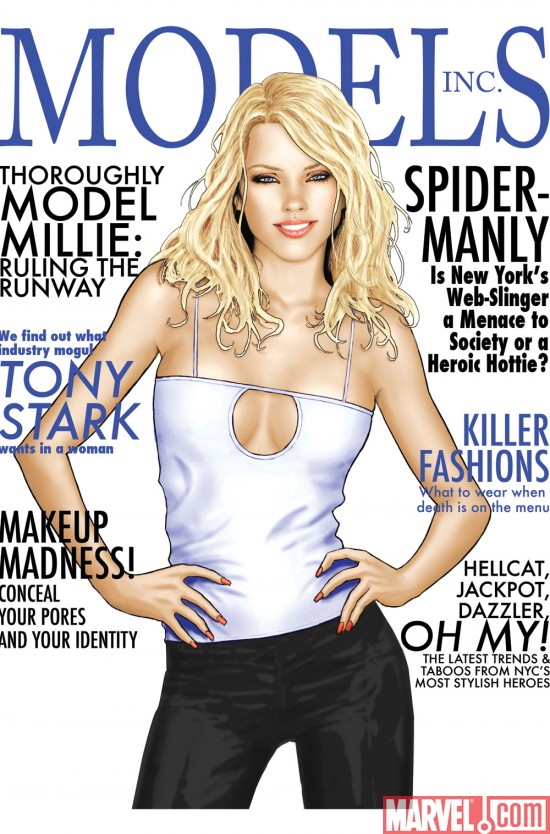 MODELS
INC.
THOROUGHLY
MODEL
MILLIE:
RULING THE
RUNWAY
We find out what
industry mogul
TONY
STARK
wants in a woman
MAKEUP
MADNESS!
CONCEAL
YOUR PORES
AND YOUR IDENTITY
SPIDER-
MANLY
Is New York's
Web-Slinger
a Menace to
Society or a
Heroic Hottie?
KILLER
FASHIONS
What to wear when
death is on the menu
HELLCAT,
JACKPOT,
DAZZLER,
OH MY!
THE LATEST TRENDS &
TABOOS FROM NYC'S
MOST STYLISH HEROES
MARVEL.com